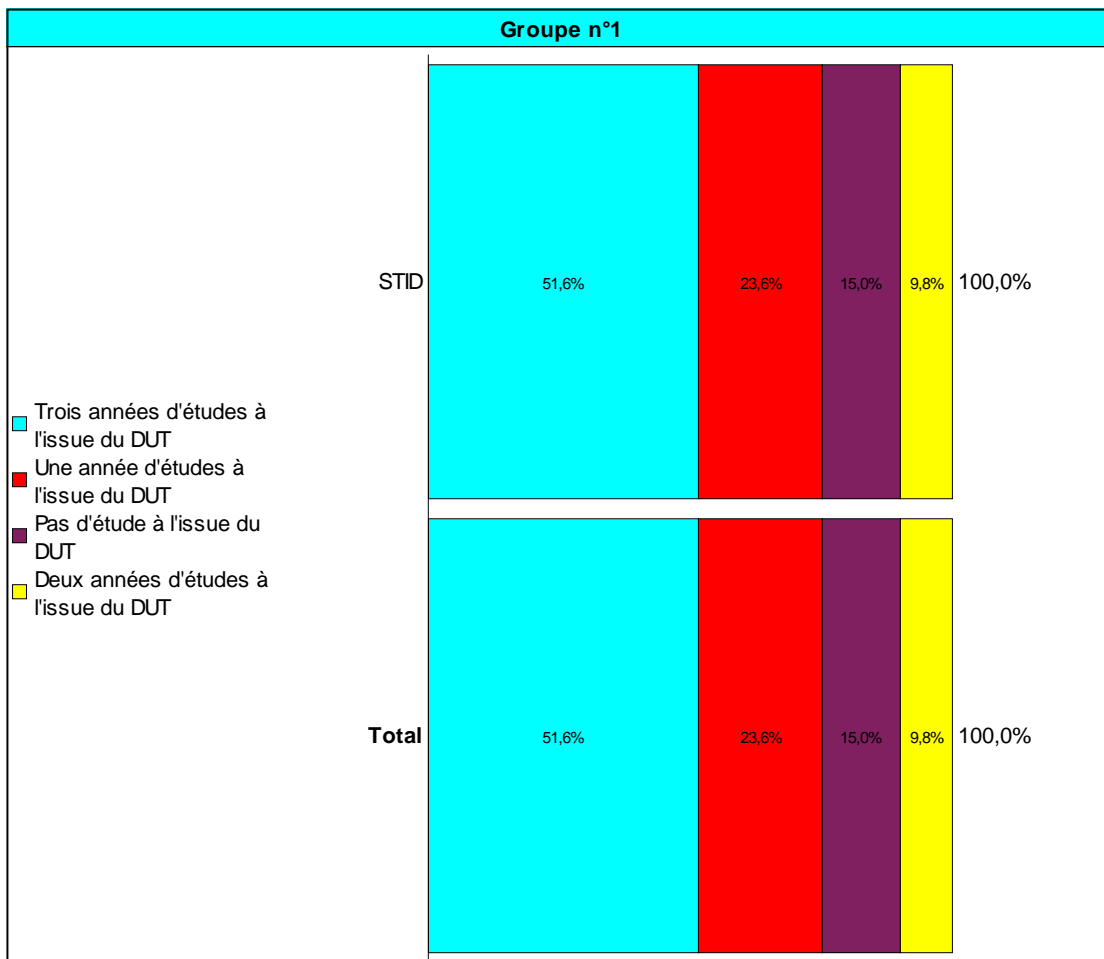 Groupe n°1
STID
51,6%
23,6%
15,0%
9,8%
100,0%
Trois années d'études à
l'issue du DUT
Une année d'études à
l'issue du DUT
Pas d'étude à l'issue du
DUT
Deux années d'études à
l'issue du DUT
Total
51,6%
23,6%
15,0%
9,8%
100,0%